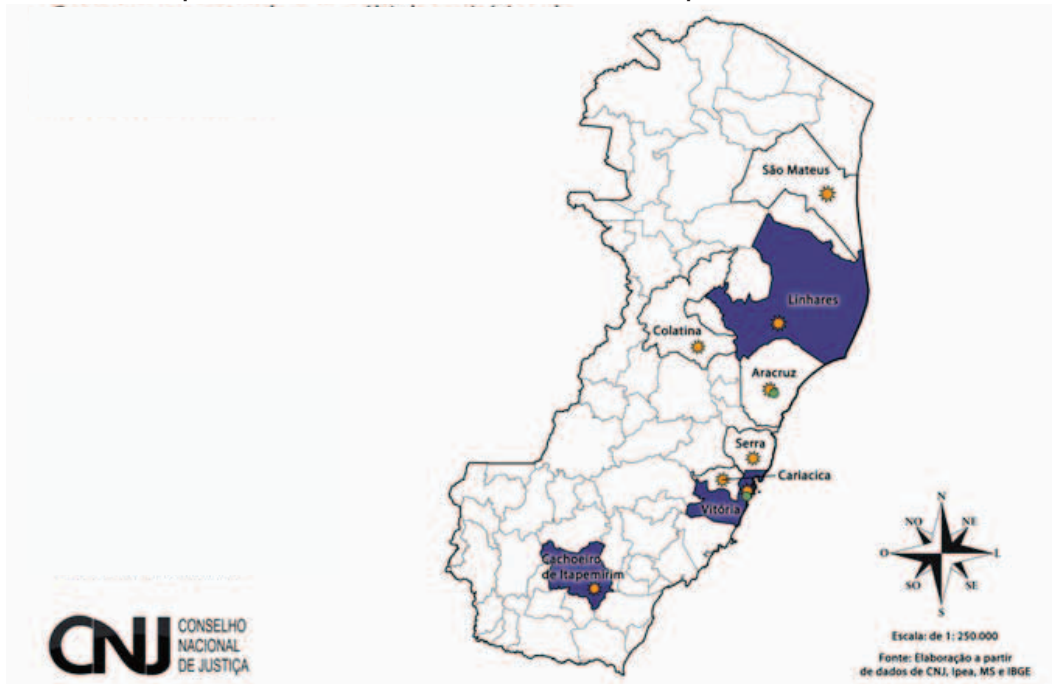 São Mateus
Linhares
Colatina
Aracruz
Serra
Cariacica
Vitória
Cachoeiro
de Itapemirim
N
NO
NE
O
L
SO
SE
S
Escala: de 1: 250.000
Fonte: Elaboração a partir
de dados de CNJ, Ipea, MS e IBGE
CNJ
CONSELHO
NACIONAL
DE JUSTIÇA